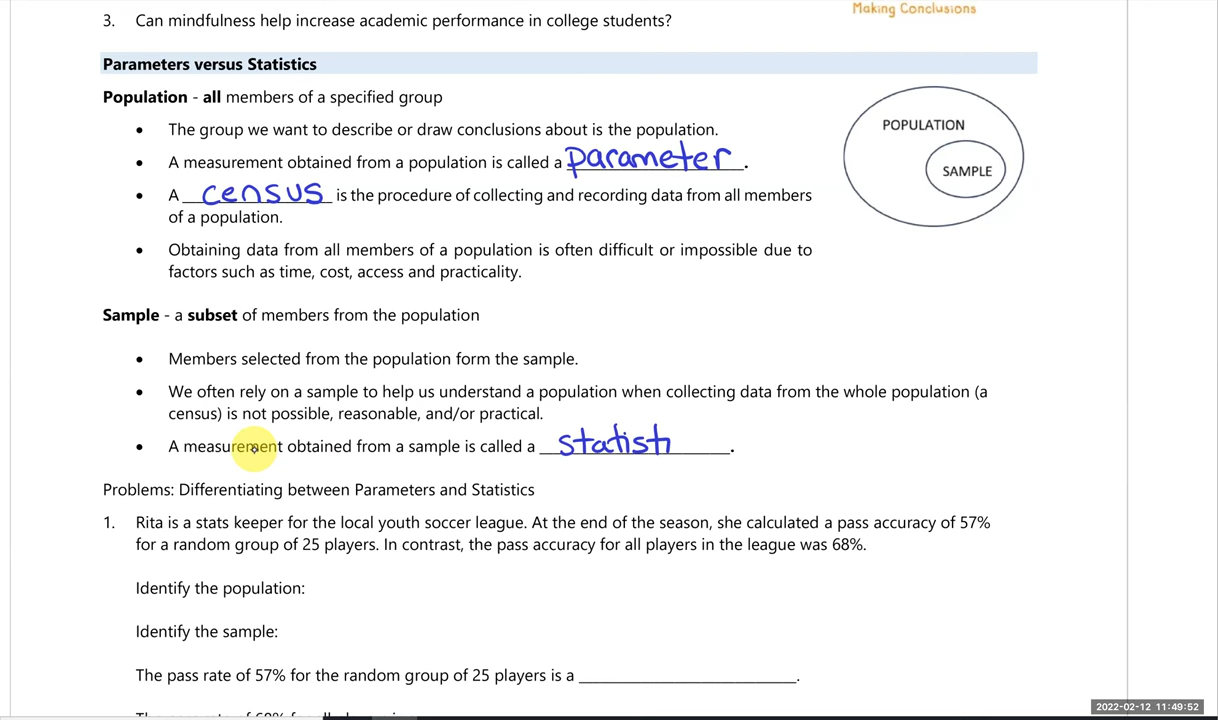 3. Can mindfulness help increase academic performance in college students?
Making Conclusions
Parameters versus Statistics
Population - all members of a specified group
• The group we want to describe or draw conclusions about is the population.
• A measurement obtained from a population is called a parameter.
• A census is the procedure of collecting and recording data from all members
of a population.
• Obtaining data from all members of a population is often difficult or impossible due to
factors such as time, cost, access and practicality.
POPULATION
SAMPLE
Sample - a subset of members from the population
• Members selected from the population form the sample.
• We often rely on a sample to help us understand a population when collecting data from the whole population (a
census) is not possible, reasonable, and/or practical.
• A measurement obtained from a sample is called a statisti_____.
Problems: Differentiating between Parameters and Statistics
1. Rita is a stats keeper for the local youth soccer league. At the end of the season, she calculated a pass accuracy of 57%
for a random group of 25 players. In contrast, the pass accuracy for all players in the league was 68%.
Identify the population:
Identify the sample:
The pass rate of 57% for the random group of 25 players is a __________________________.
2022-02-12 11:49:52